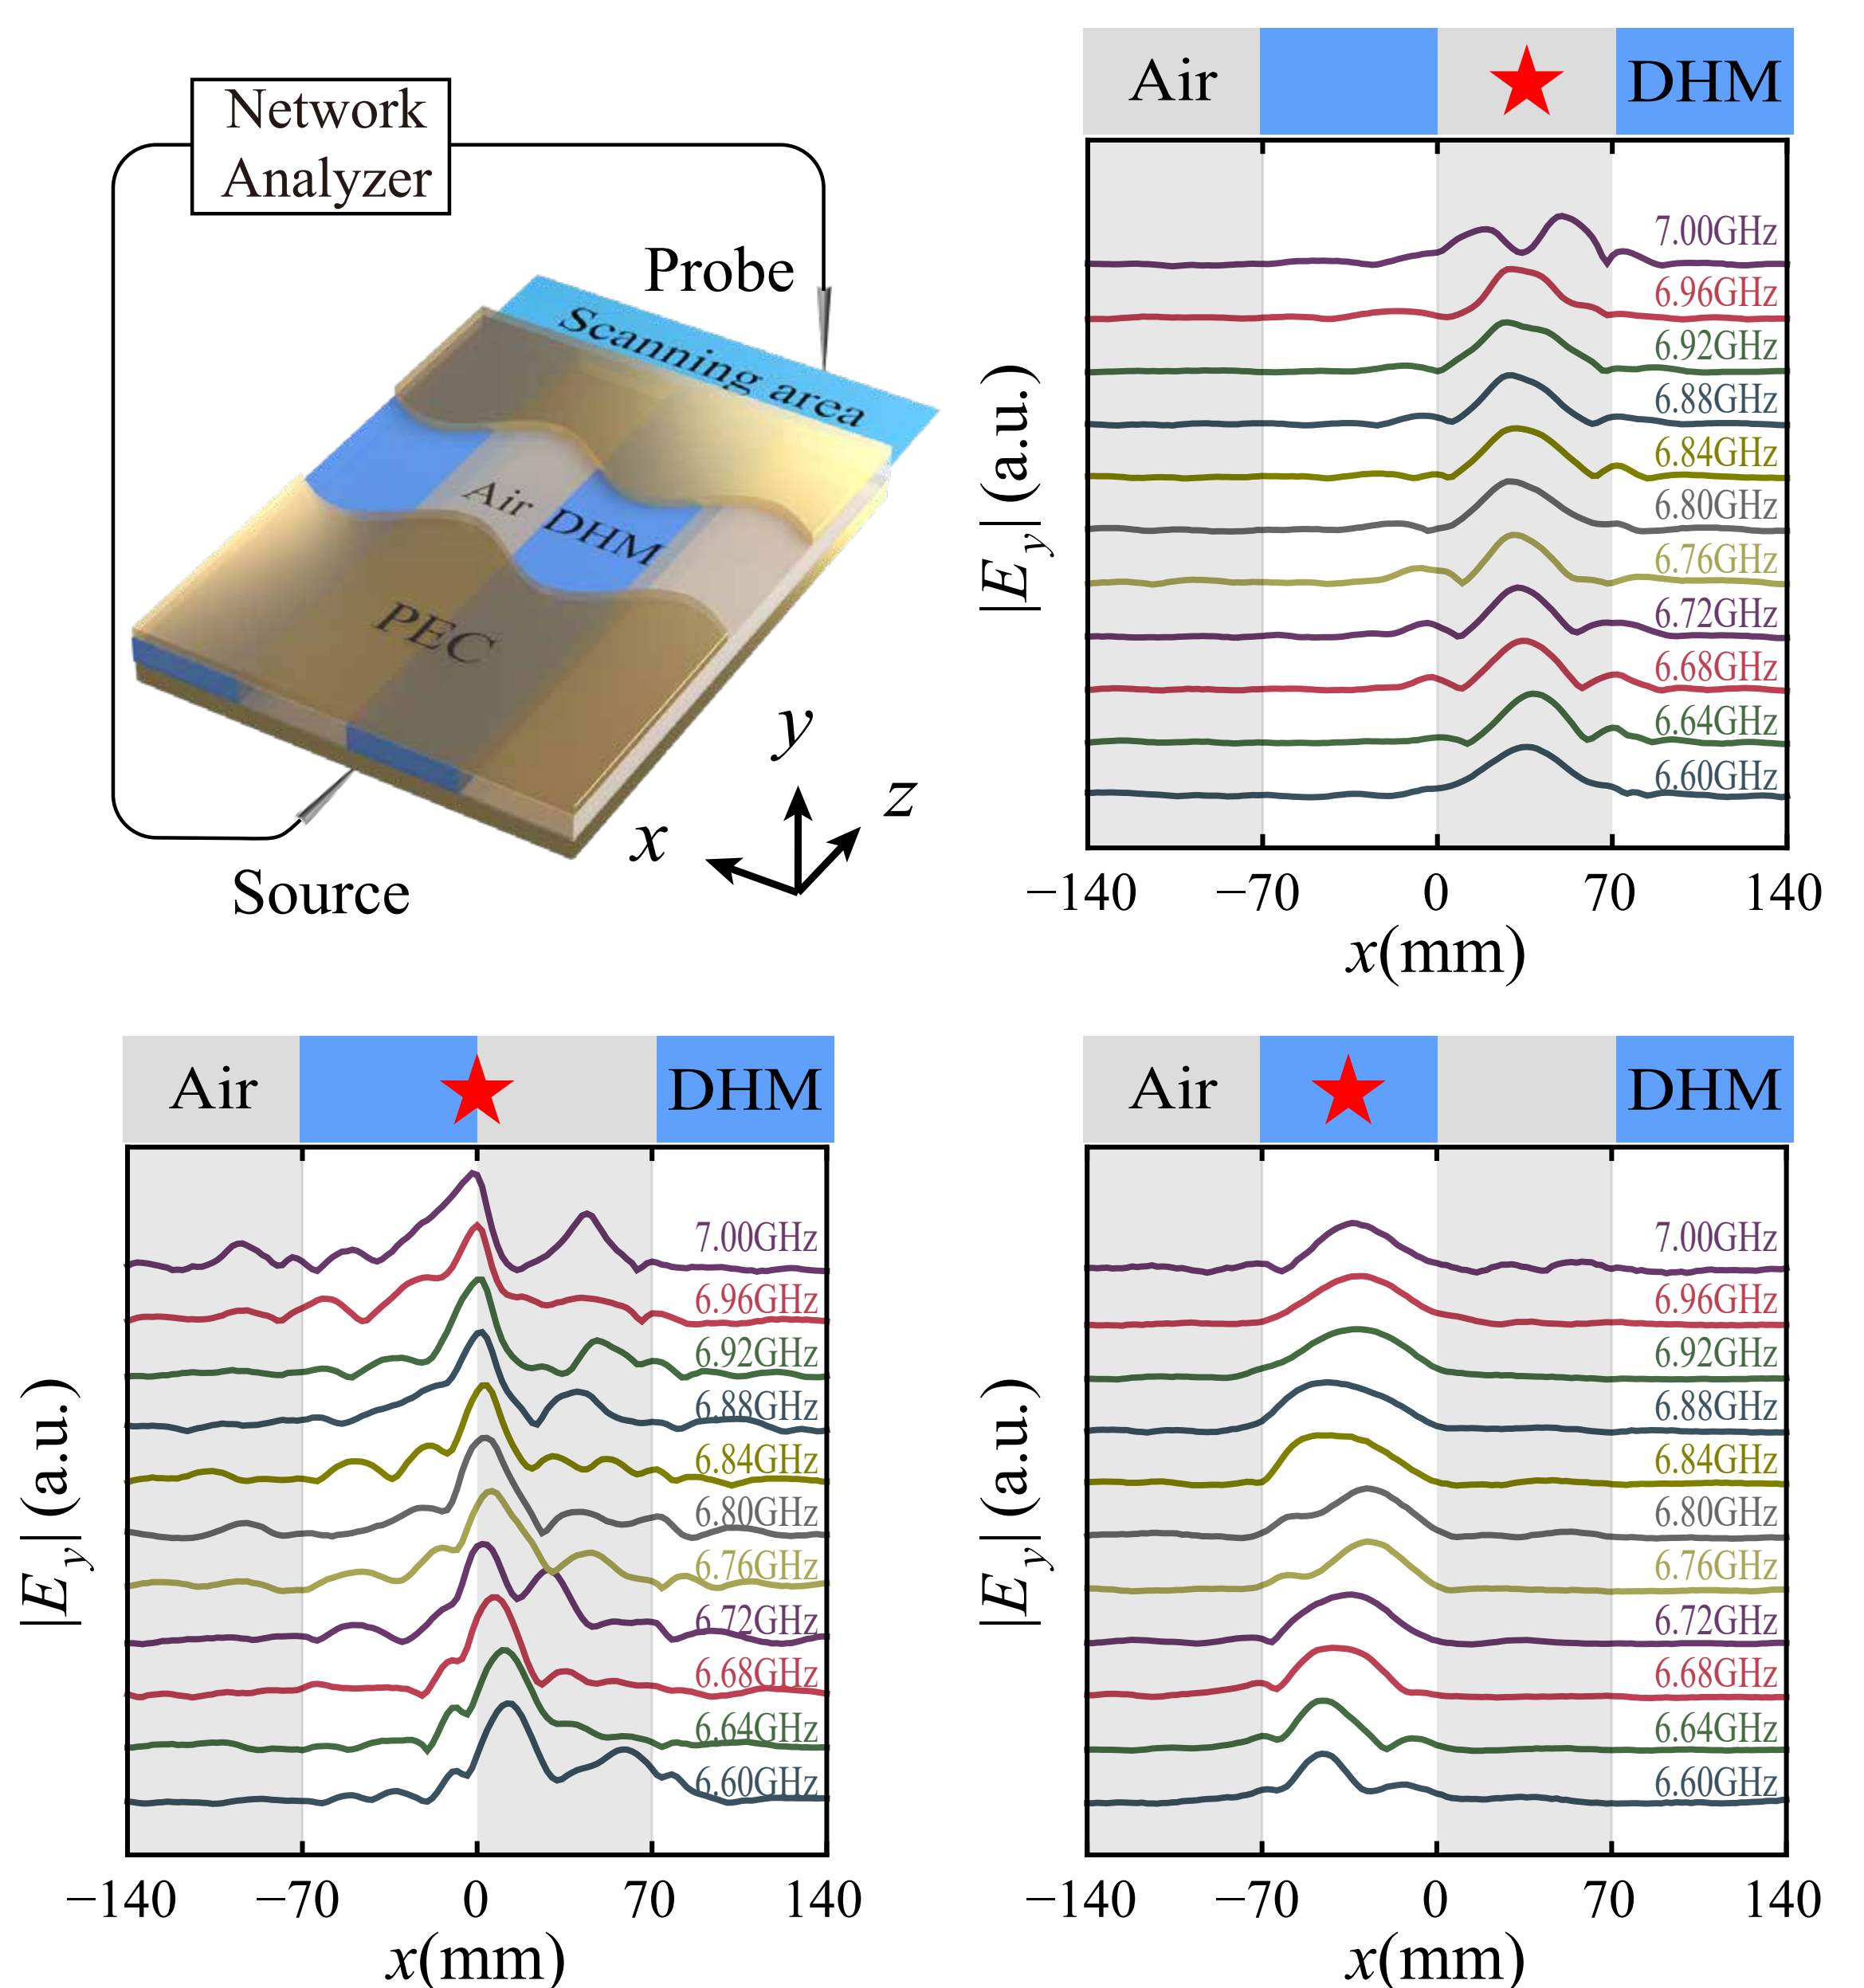 Network
Analyzer
Probe
Scanning area
Air
DHM
PEC
Source
x
y
z
Air
DHM
7.00GHz
6.96GHz
6.92GHz
6.88GHz
6.84GHz
6.80GHz
6.76GHz
6.72GHz
6.68GHz
6.64GHz
6.60GHz
|E_y| (a.u.)
−140 −70 0 70 140
x(mm)
Air
DHM
7.00GHz
6.96GHz
6.92GHz
6.88GHz
6.84GHz
6.80GHz
6.76GHz
6.72GHz
6.68GHz
6.64GHz
6.60GHz
|E_y| (a.u.)
−140 −70 0 70 140
x(mm)
Air
DHM
7.00GHz
6.96GHz
6.92GHz
6.88GHz
6.84GHz
6.80GHz
6.76GHz
6.72GHz
6.68GHz
6.64GHz
6.60GHz
|E_y| (a.u.)
−140 −70 0 70 140
x(mm)